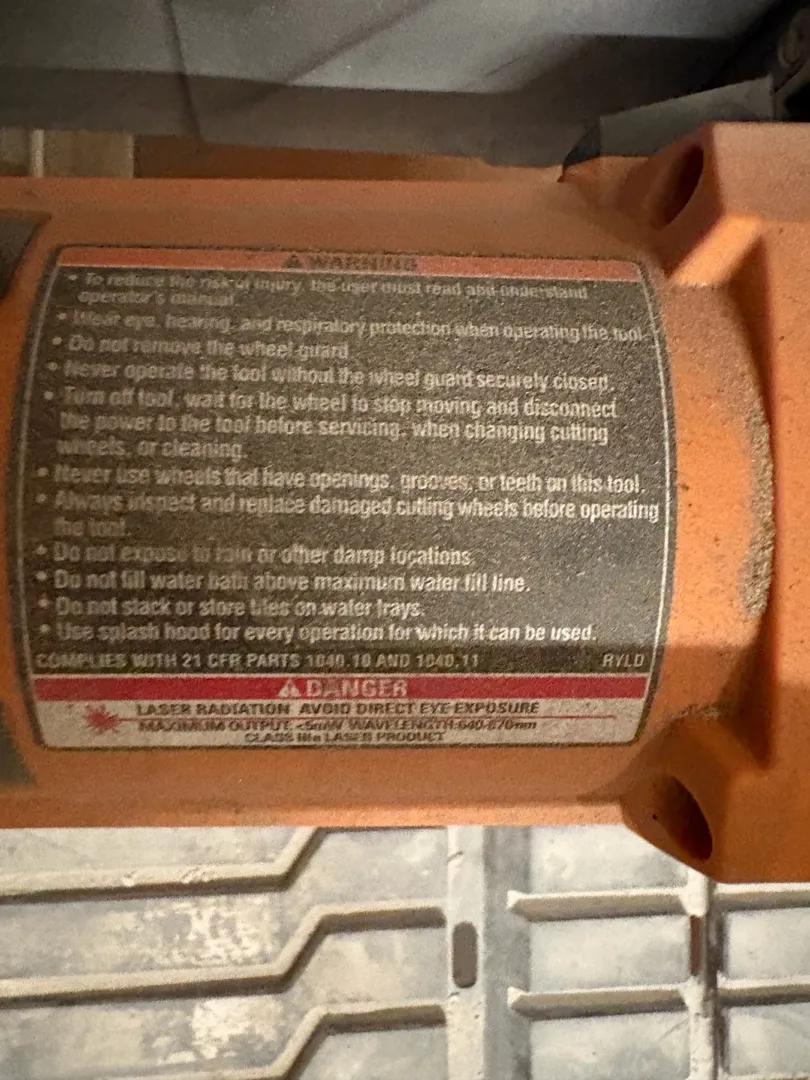 ⚠ WARNING
• To reduce the risk of injury, the user must read and understand
operator's manual.
• Wear eye, hearing, and respiratory protection when operating the tool.
• Do not remove the wheel guard
• Never operate the tool without the wheel guard securely closed.
• Turn off tool, wait for the wheel to stop moving and disconnect
the power to the tool before servicing, when changing cutting
wheels, or cleaning.
• Never use wheels that have openings, grooves, or teeth on this tool.
• Always inspect and replace damaged cutting wheels before operating
the tool.
• Do not expose to rain or other damp locations.
• Do not fill water bath above maximum water fill line.
• Do not stack or store tiles on water trays.
• Use splash hood for every operation for which it can be used.
COMPLIES WITH 21 CFR PARTS 1040.10 AND 1040.11 RYLD
⚠ DANGER
LASER RADIATION AVOID DIRECT EYE EXPOSURE
MAXIMUM OUTPUT <5mW WAVELENGTH:640-670nm
CLASS IIIa LASER PRODUCT